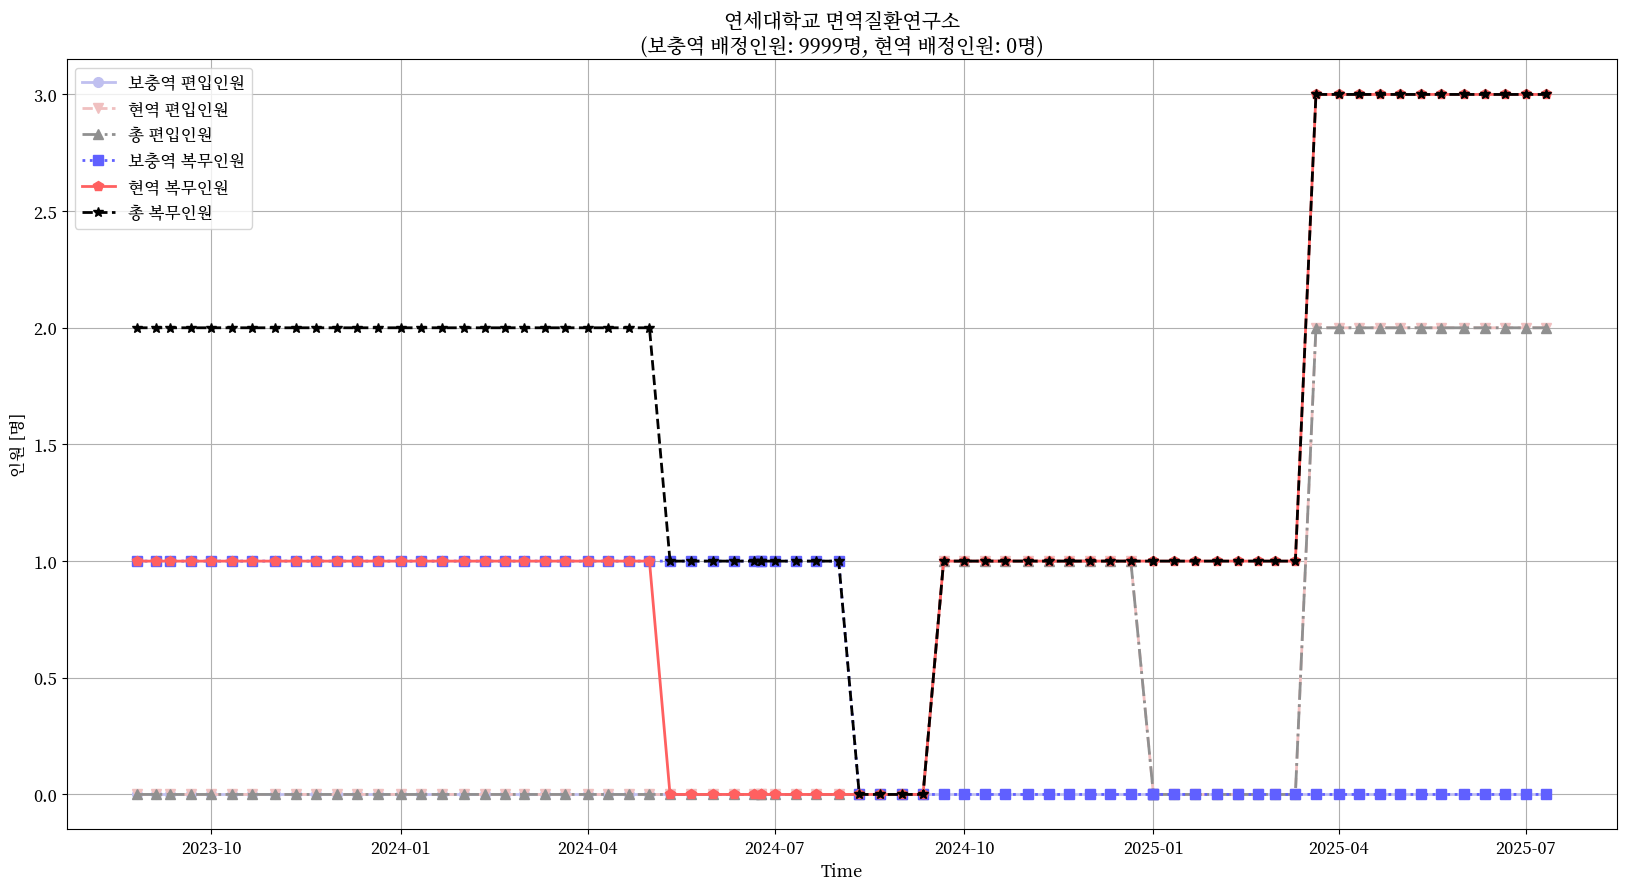 연세대학교 면역질환연구소
(보충역 배정인원: 9999명, 현역 배정인원: 0명)
보충역 편입인원
현역 편입인원
총 편입인원
보충역 복무인원
현역 복무인원
총 복무인원
3.0
2.5
2.0
1.5
1.0
0.5
0.0
인원 [명]
2023-10
2024-01
2024-04
2024-07
2024-10
2025-01
2025-04
2025-07
Time